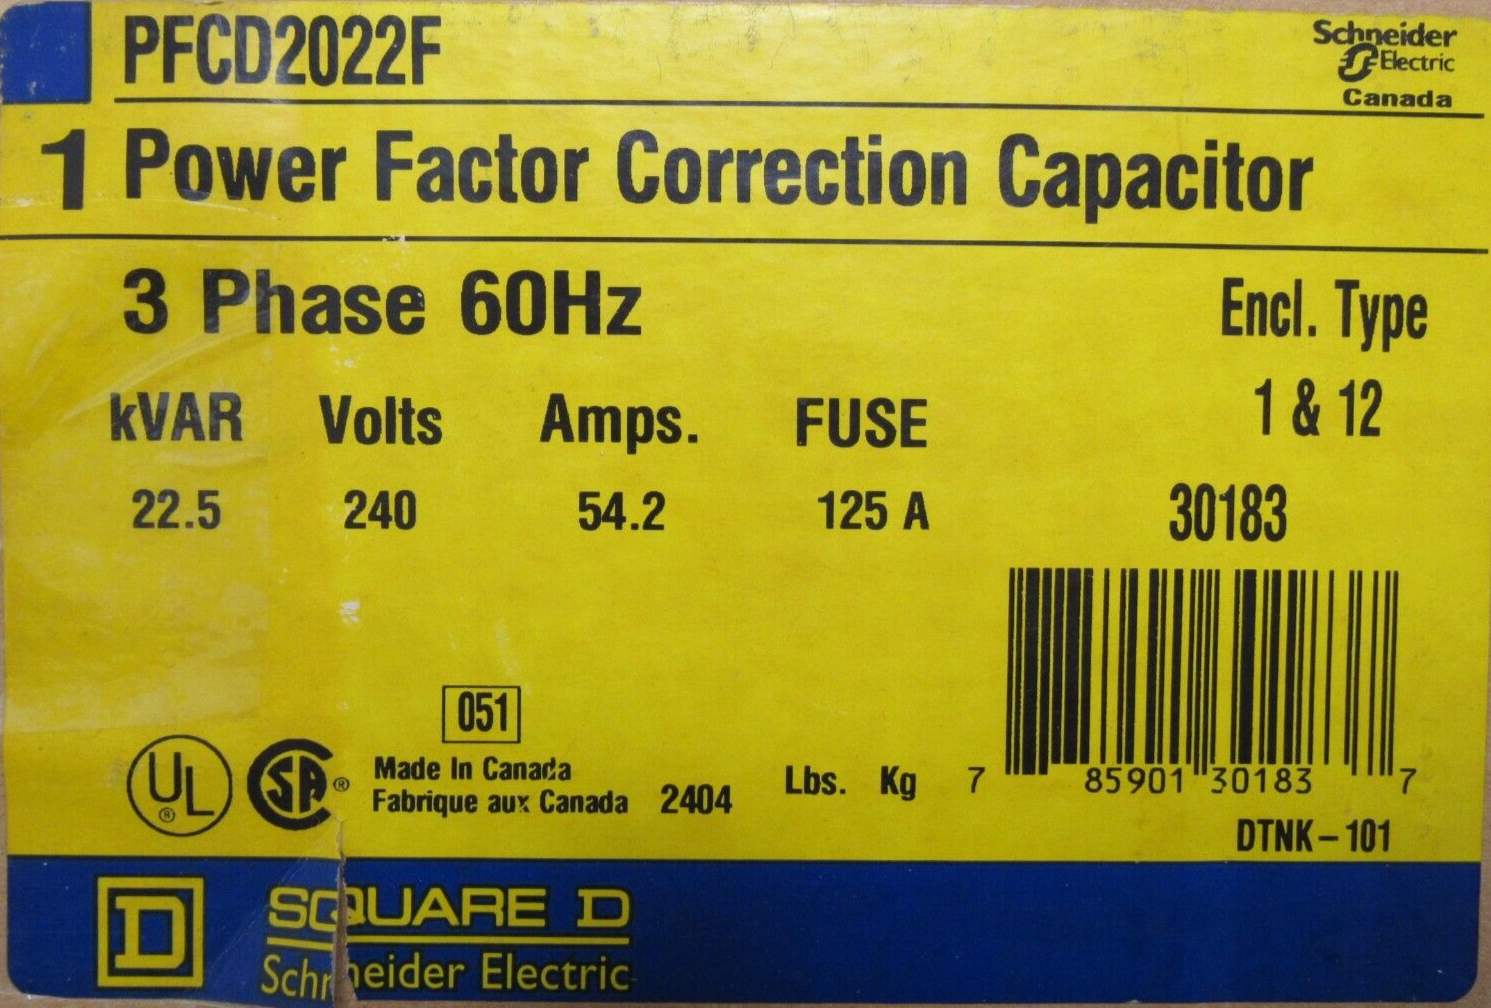 PFCD2022F
Schneider
Electric
Canada
1 Power Factor Correction Capacitor
3 Phase 60Hz
Encl. Type
1 & 12
kVAR Volts Amps. FUSE
22.5 240 54.2 125 A
30183
7 85901 30183 7
DTNK-101
051
UL®
SA®
Made In Canada
Fabrique aux Canada 2404
Lbs. Kg
D
SQUARE D
Schneider Electric